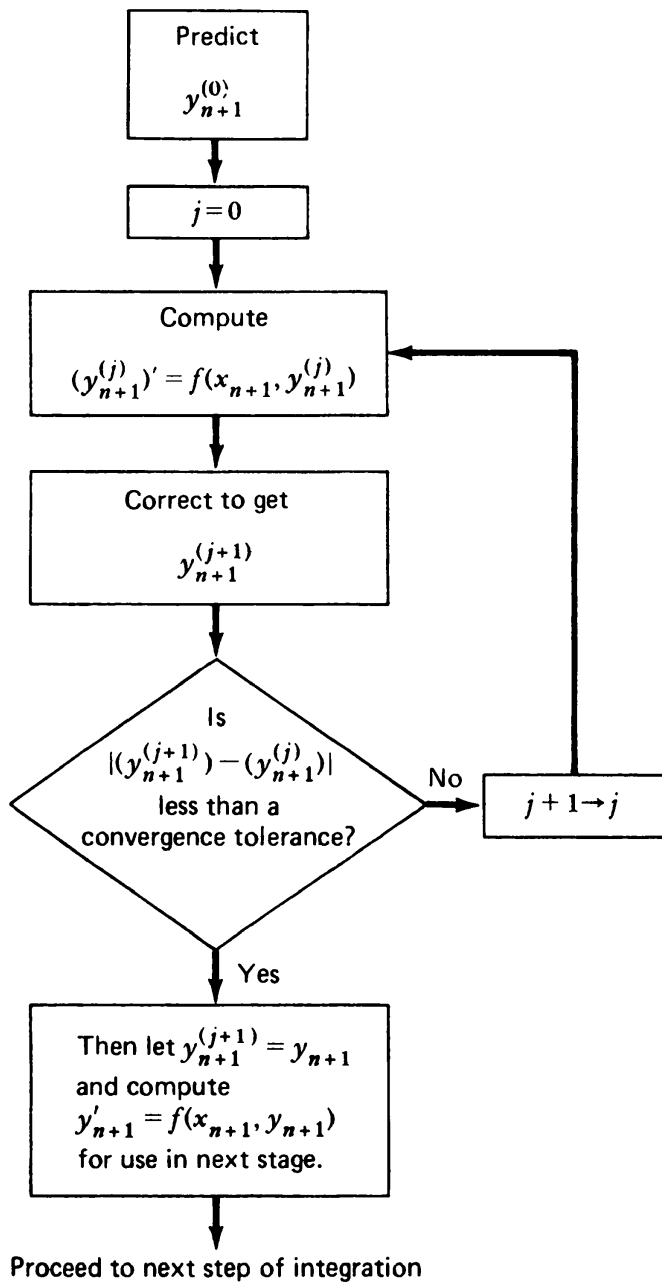 Predict
y_{n+1}^{(0)}
j = 0
Compute
(y_{n+1}^{(j)})' = f(x_{n+1}, y_{n+1}^{(j)})
Correct to get
y_{n+1}^{(j+1)}
Is
|(y_{n+1}^{(j+1)}) − (y_{n+1}^{(j)})|
less than a
convergence tolerance?
No
j + 1→j
Yes
Then let y_{n+1}^{(j+1)} = y_{n+1}
and compute
y'_{n+1} = f(x_{n+1}, y_{n+1})
for use in next stage.
Proceed to next step of integration